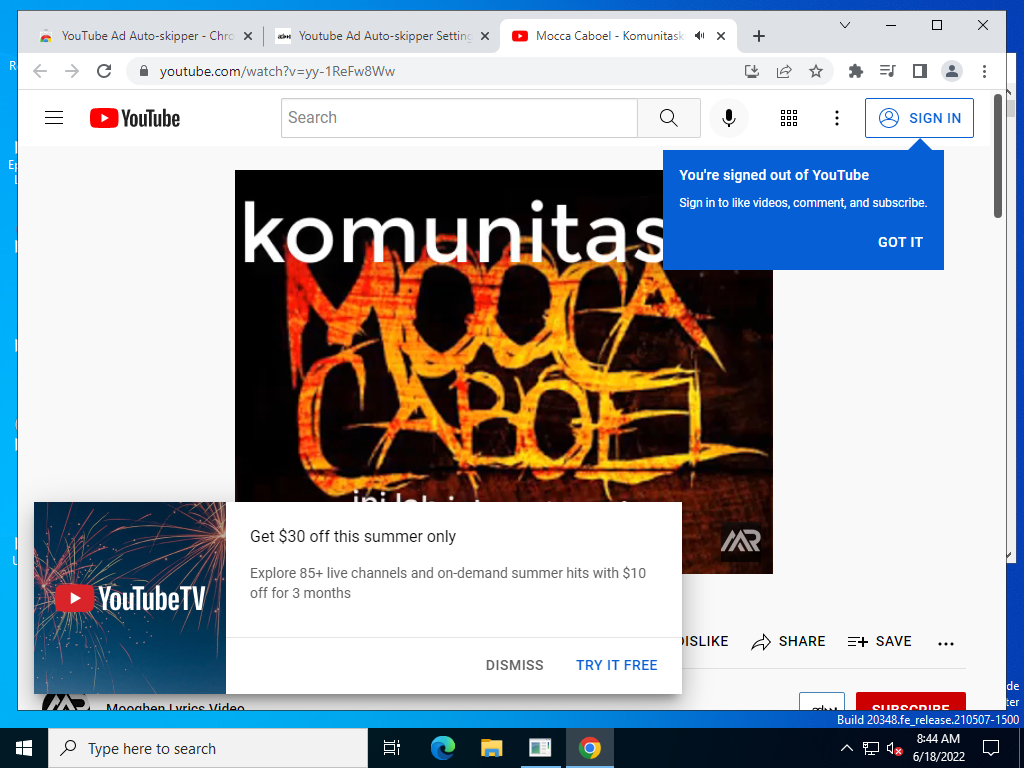 YouTube Ad Auto-skipper - Chro
Youtube Ad Auto-skipper Setting
Mocca Caboel - Komunitask
youtube.com/watch?v=yy-1ReFw8Ww
YouTube
Search
SIGN IN
You're signed out of YouTube
Sign in to like videos, comment, and subscribe.
GOT IT
komunitas
MOCCA
CABOEL
MR
YouTubeTV
Get $30 off this summer only
Explore 85+ live channels and on-demand summer hits with $10
off for 3 months
DISMISS
TRY IT FREE
DISLIKE
SHARE
SAVE
Mooghen Lyrics Video
SUBSCRIBE
Build 20348.fe_release.210507-1500
Type here to search
8:44 AM
6/18/2022